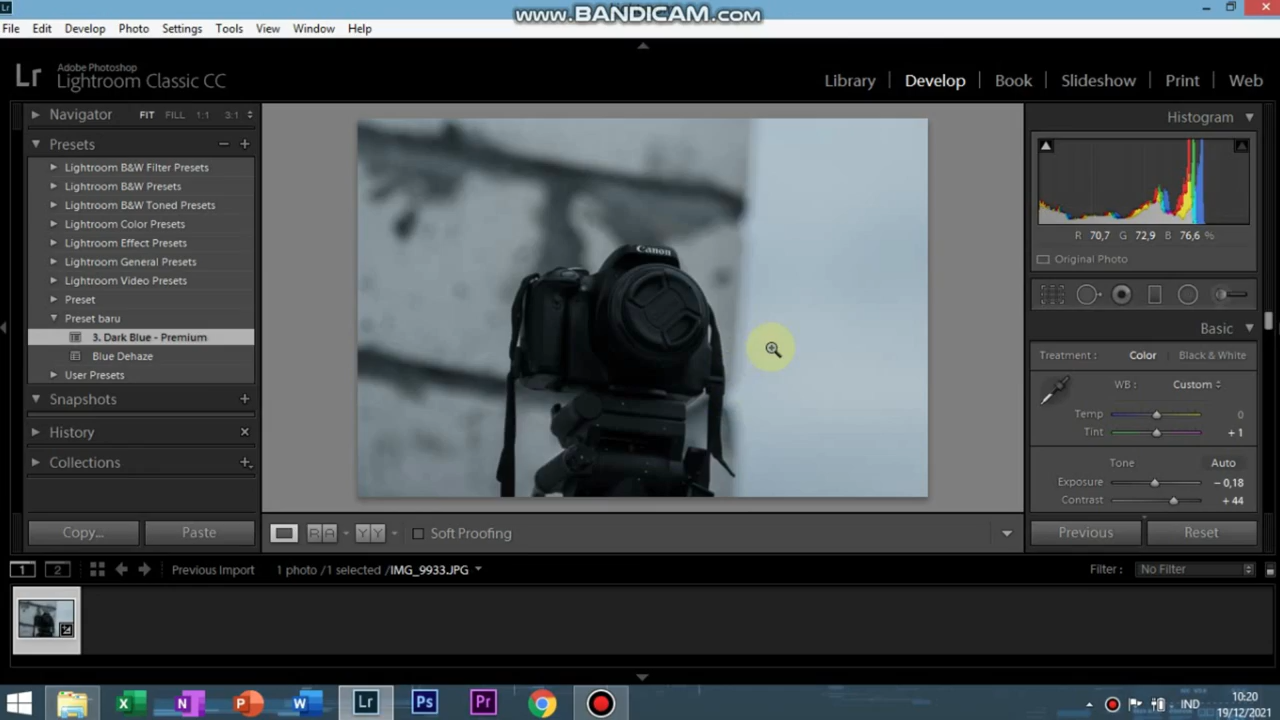 www.BANDICAM.com
Lr
File Edit Develop Photo Settings Tools View Window Help
Lr
Adobe Photoshop
Lightroom Classic CC
Library Develop Book Slideshow Print Web
Navigator FIT FILL 1:1 3:1
Presets
Lightroom B&W Filter Presets
Lightroom B&W Presets
Lightroom B&W Toned Presets
Lightroom Color Presets
Lightroom Effect Presets
Lightroom General Presets
Lightroom Video Presets
Preset
Preset baru
3. Dark Blue - Premium
Blue Dehaze
User Presets
Snapshots
History
Collections
Copy...
Paste
Canon
Histogram
R 70,7 G 72,9 B 76,6 %
Original Photo
Basic
Treatment : Color Black & White
WB : Custom
Temp 0
Tint + 1
Tone Auto
Exposure − 0,18
Contrast + 44
Previous
Reset
RA YY Soft Proofing
1 2 Previous Import 1 photo / 1 selected / IMG_9933.JPG
Filter : No Filter
X N P W Lr Ps Pr
IND
10:20
19/12/2021